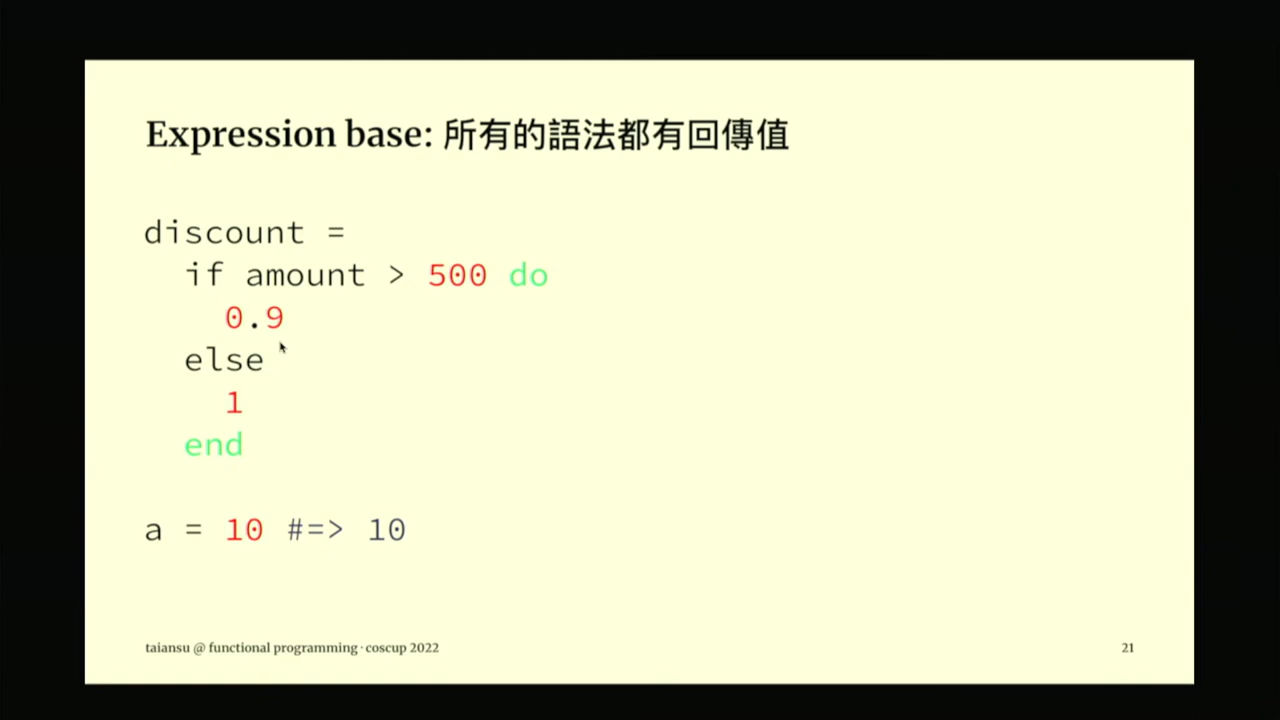 Expression base: 所有的語法都有回傳值
discount =
  if amount > 500 do
    0.9
  else
    1
  end
a = 10 #=> 10
taiansu @ functional programming · coscup 2022
21